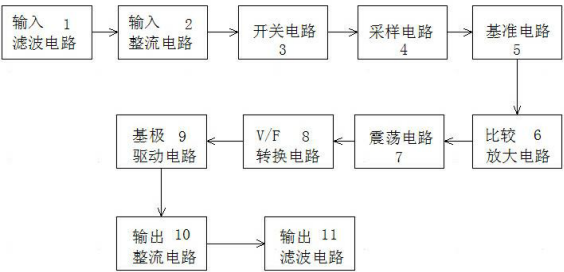 输入 1
滤波电路
输入 2
整流电路
开关电路
3
采样电路
4
基准电路
5
比较 6
放大电路
震荡电路
7
V/F 8
转换电路
基极 9
驱动电路
输出 10
整流电路
输出 11
滤波电路